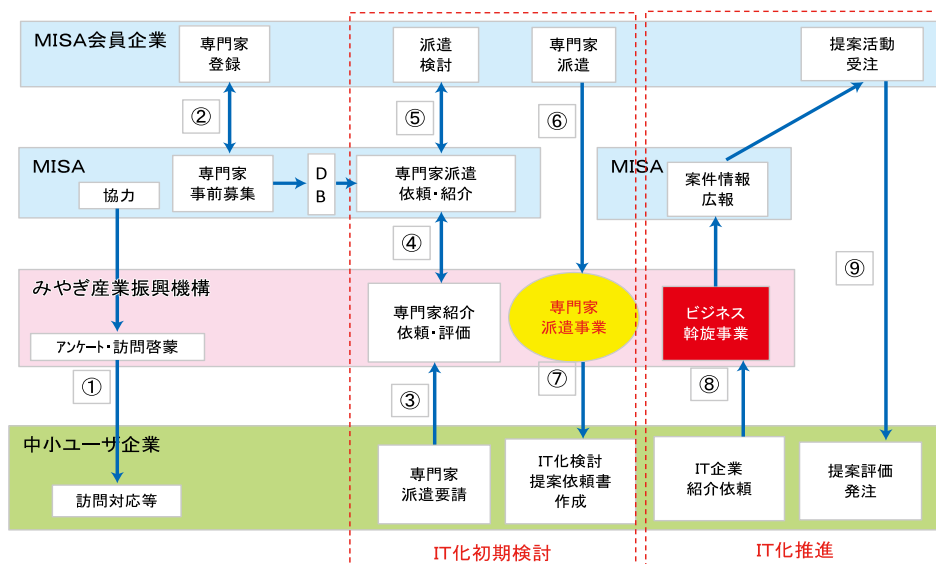 MISA会員企業
専門家
登録
派遣
検討
専門家
派遣
提案活動
受注
②
⑤
⑥
MISA
協力
専門家
事前募集
D
B
専門家派遣
依頼・紹介
MISA
案件情報
広報
④
⑨
みやぎ産業振興機構
アンケート・訪問啓蒙
専門家紹介
依頼・評価
専門家
派遣事業
ビジネス
斡旋事業
①
③
⑦
⑧
中小ユーザ企業
訪問対応等
専門家
派遣要請
IT化検討
提案依頼書
作成
IT企業
紹介依頼
提案評価
発注
IT化初期検討
IT化推進